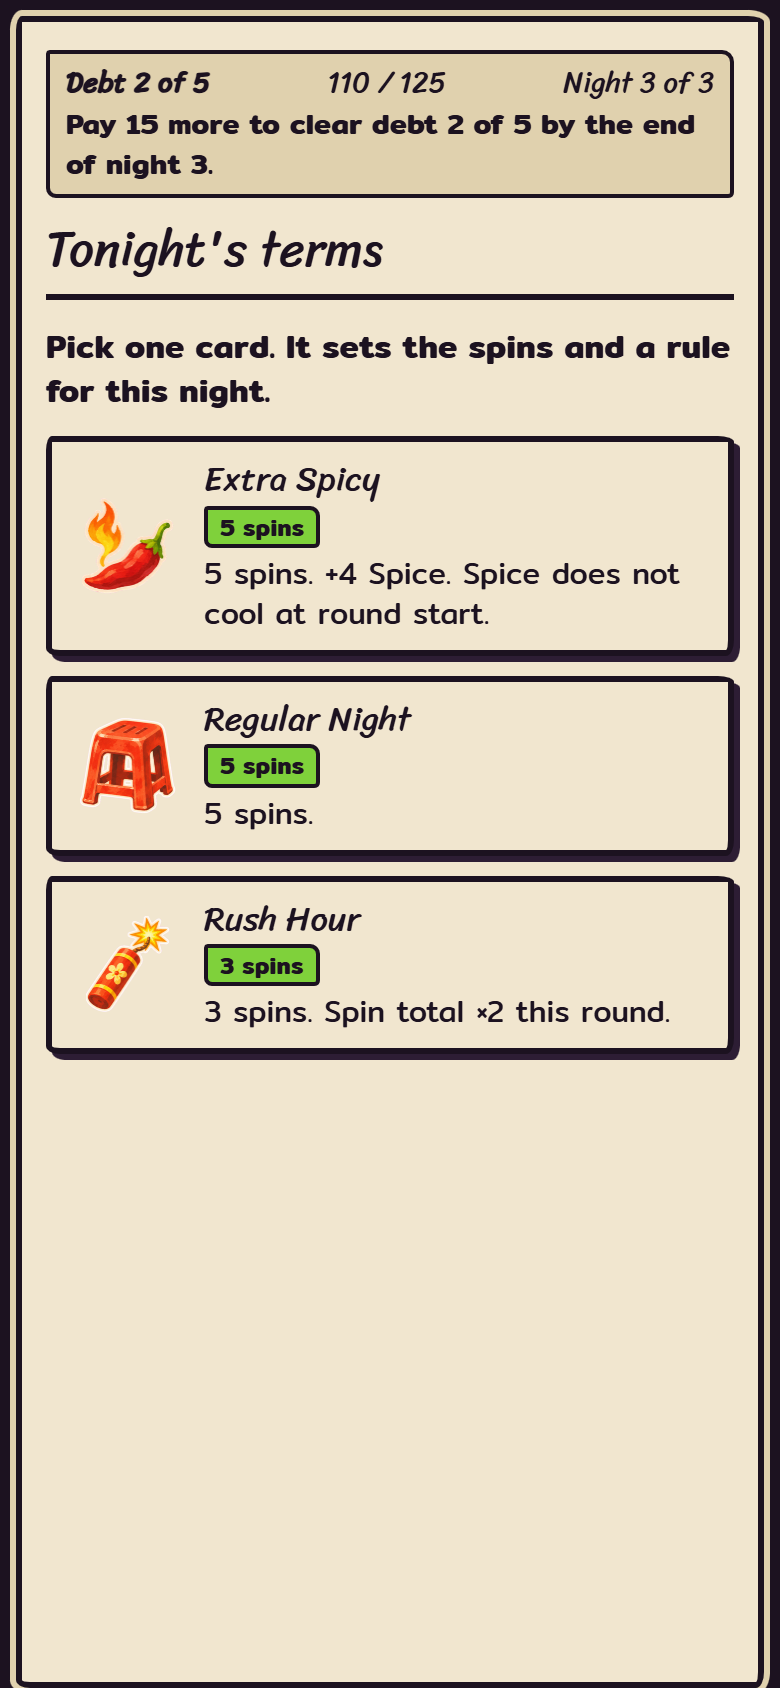 Debt 2 of 5 110 / 125 Night 3 of 3
Pay 15 more to clear debt 2 of 5 by the end
of night 3.
Tonight's terms
Pick one card. It sets the spins and a rule
for this night.
Extra Spicy
5 spins
5 spins. +4 Spice. Spice does not
cool at round start.
Regular Night
5 spins
5 spins.
Rush Hour
3 spins
3 spins. Spin total ×2 this round.